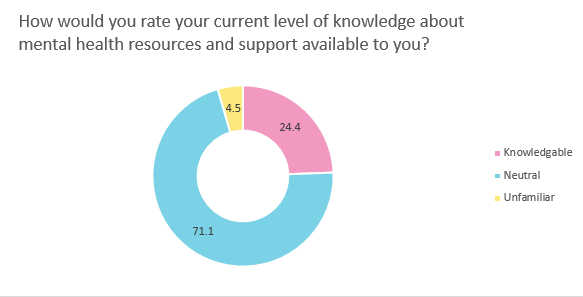 How would you rate your current level of knowledge about
mental health resources and support available to you?
4.5
24.4
71.1
Knowledgable
Neutral
Unfamiliar